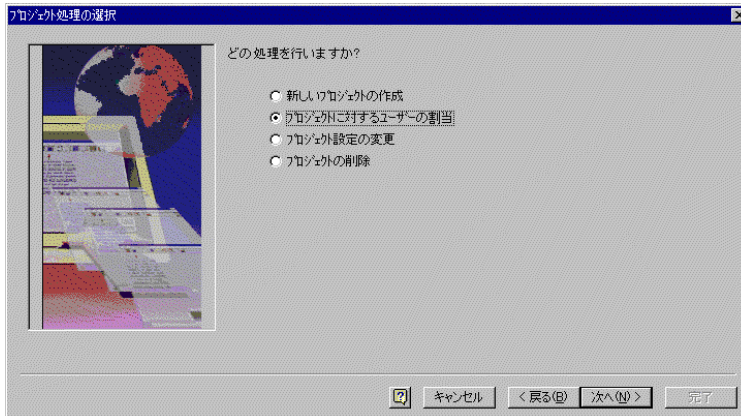 プロジェクト処理の選択
どの処理を行いますか?
新しいプロジェクトの作成
プロジェクトに対するユーザーの割当
プロジェクト設定の変更
プロジェクトの削除
キャンセル
< 戻る(B)
次へ(N) >
完了